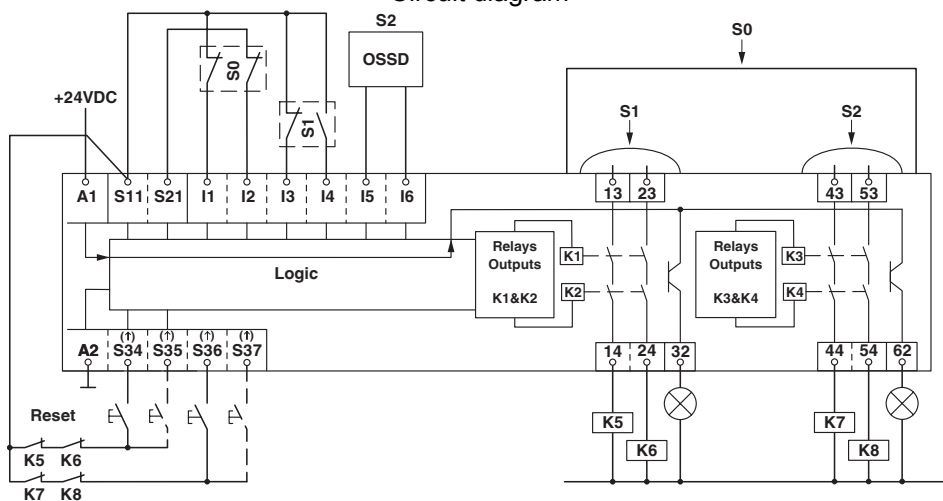 Circuit diagram
S2
S0
OSSD
S0
+24VDC
S1
S1
S2
A1 S11 S21 I1 I2 I3 I4 I5 I6
13 23
43 53
Relays
Outputs
K1&K2
K1
K2
Relays
Outputs
K3&K4
K3
K4
Logic
A2 S34 S35 S36 S37
(↑) (↑) (↑) (↑)
14 24 32
44 54 62
Reset
K5 K6
K7 K8
K5
K6
K7
K8